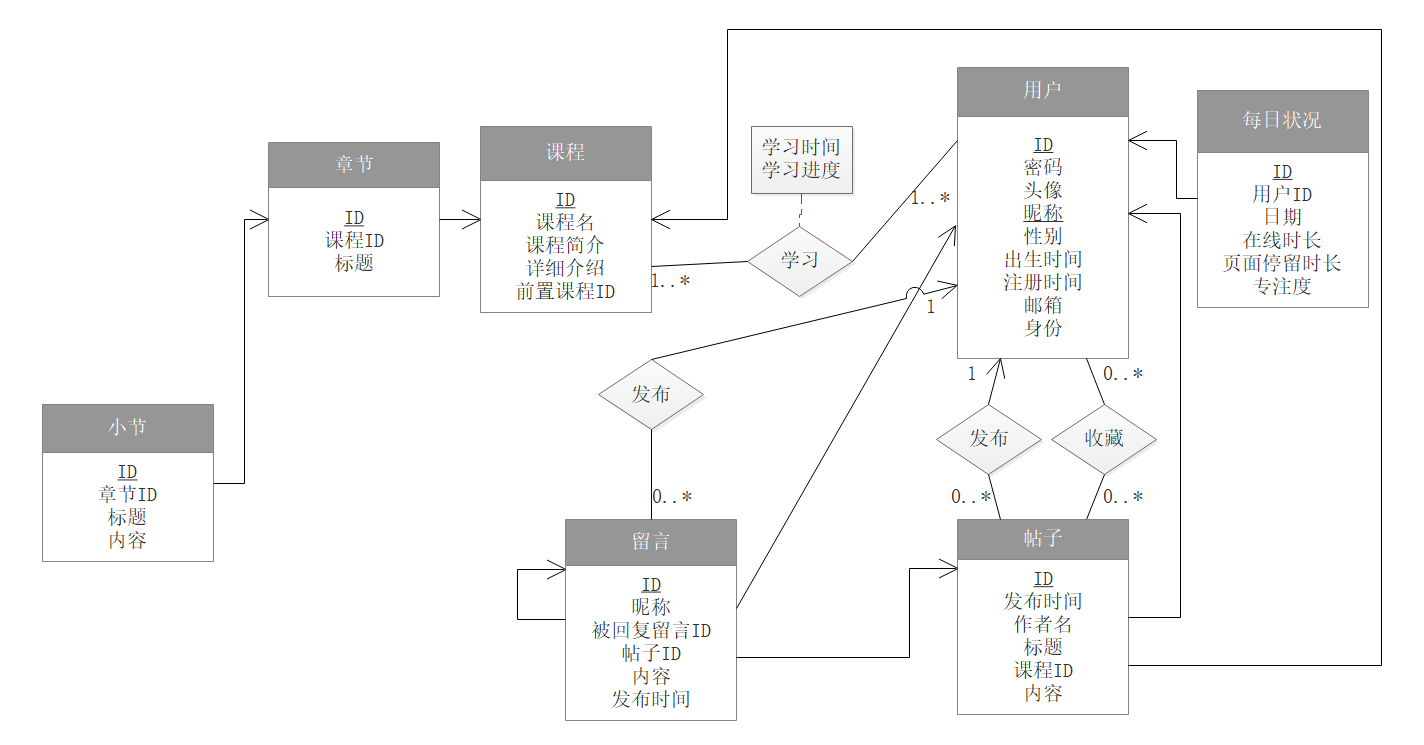 用户
每日状况
课程
章节
学习时间
学习进度
ID
密码
头像
昵称
性别
出生时间
注册时间
邮箱
身份
ID
用户ID
日期
在线时长
页面停留时长
专注度
ID
课程名
课程简介
详细介绍
前置课程ID
ID
课程ID
标题
1..*
学习
1..*
1
发布
1
0..*
小节
ID
章节ID
标题
内容
发布
收藏
0..*
0..*
0..*
留言
ID
昵称
被回复留言ID
帖子ID
内容
发布时间
帖子
ID
发布时间
作者名
标题
课程ID
内容